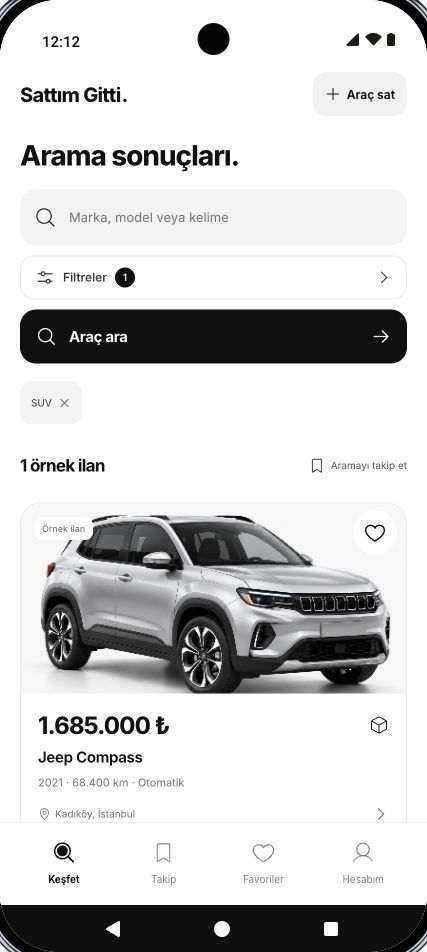 12:12
Sattım Gitti.
Araç sat
Arama sonuçları.
Marka, model veya kelime
Filtreler 1
Araç ara
SUV
1 örnek ilan
Aramayı takip et
Örnek ilan
1.685.000 ₺
Jeep Compass
2021 · 68.400 km · Otomatik
Kadıköy, İstanbul
Keşfet
Takip
Favoriler
Hesabım